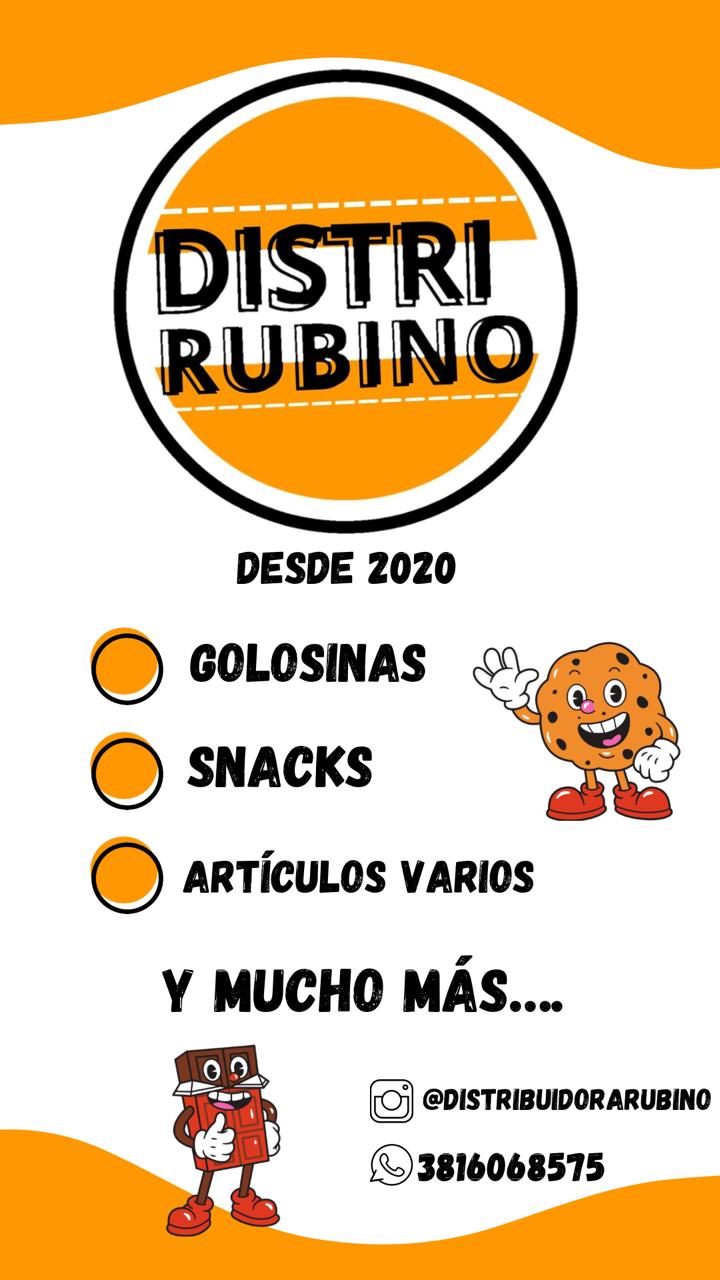 DISTRI
RUBINO
DESDE 2020
GOLOSINAS
SNACKS
ARTÍCULOS VARIOS
Y MUCHO MÁS....
@DISTRIBUIDORARUBINO
3816068575